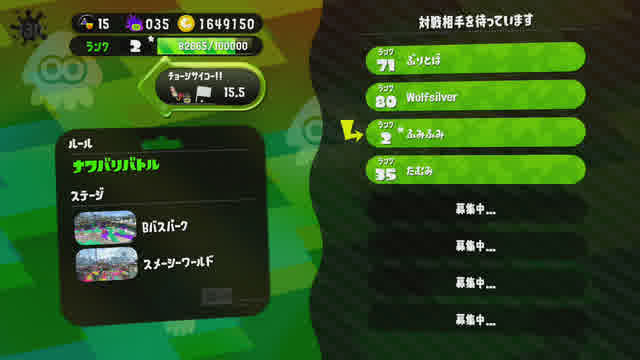 15 035 1649150
ランク 2 82865/100000
チョーシサイコー!!
15.5
ルール
ナワバリバトル
ステージ
Bバスパーク
スメーシーワールド
対戦相手を待っています
ランク 71 ぷりとぱ
ランク 80 Wolfsilver
ランク 2 ふみふみ
ランク 35 たむみ
募集中...
募集中...
募集中...
募集中...